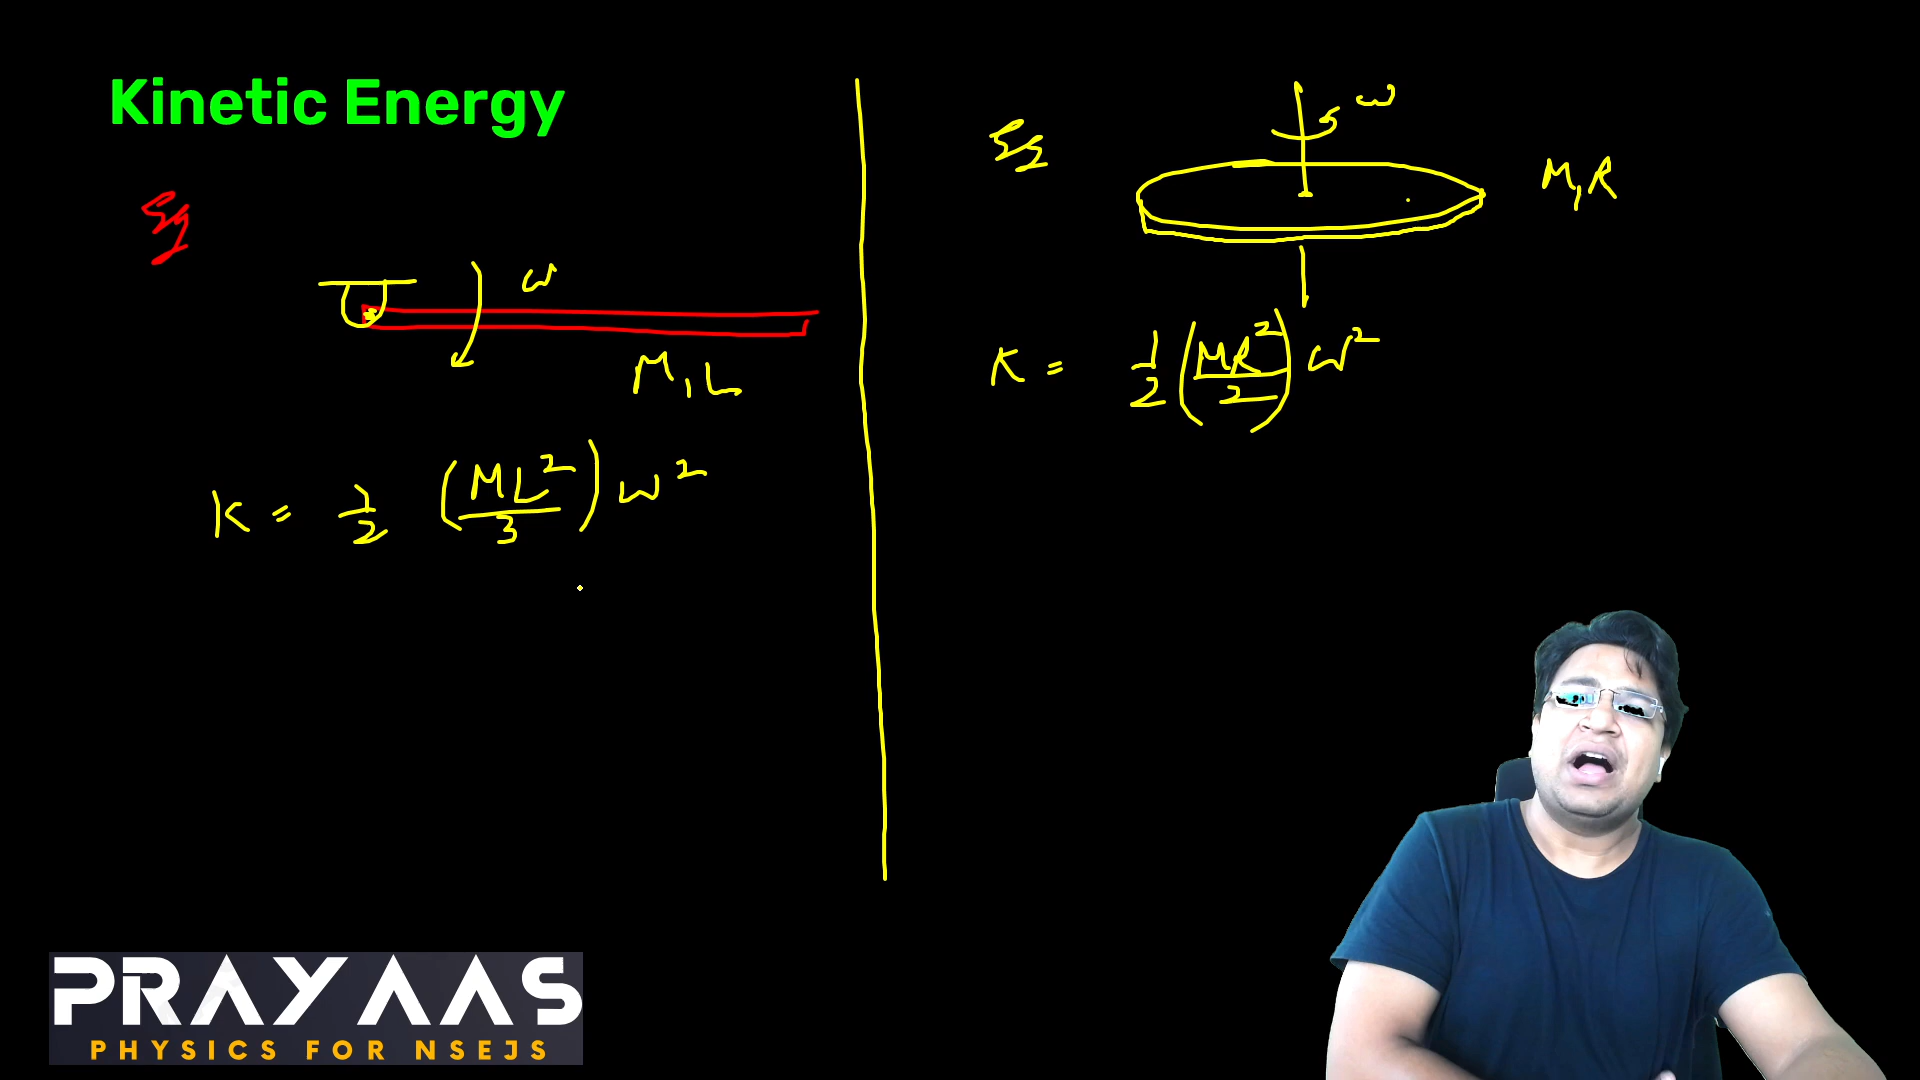 Kinetic Energy
Eg
ω
M, L
K = 1/2 (ML²/3) ω²
Eg
ω
M, R
K = 1/2 (MR²/2) ω²
PRAYAAS
PHYSICS FOR NSEJS